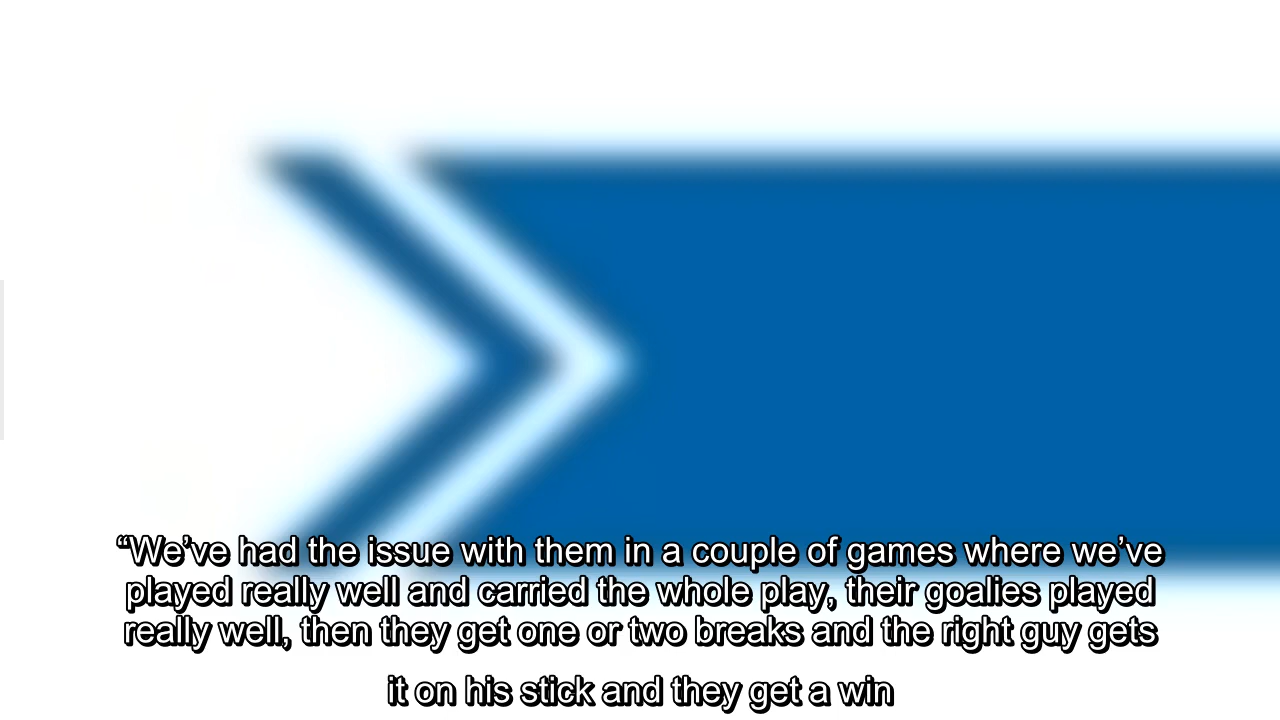 “We’ve had the issue with them in a couple of games where we’ve
played really well and carried the whole play, their goalies played
really well, then they get one or two breaks and the right guy gets
it on his stick and they get a win